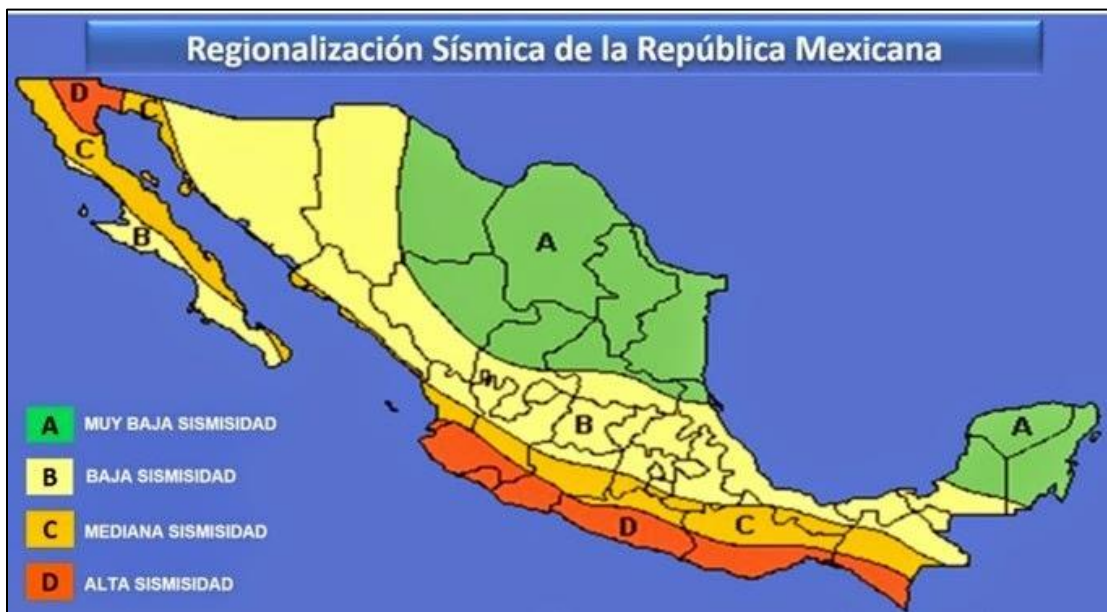 Regionalización Sísmica de la República Mexicana
D
C
C
A
B
A
B
D
C
A MUY BAJA SISMISIDAD
B BAJA SISMISIDAD
C MEDIANA SISMISIDAD
D ALTA SISMISIDAD